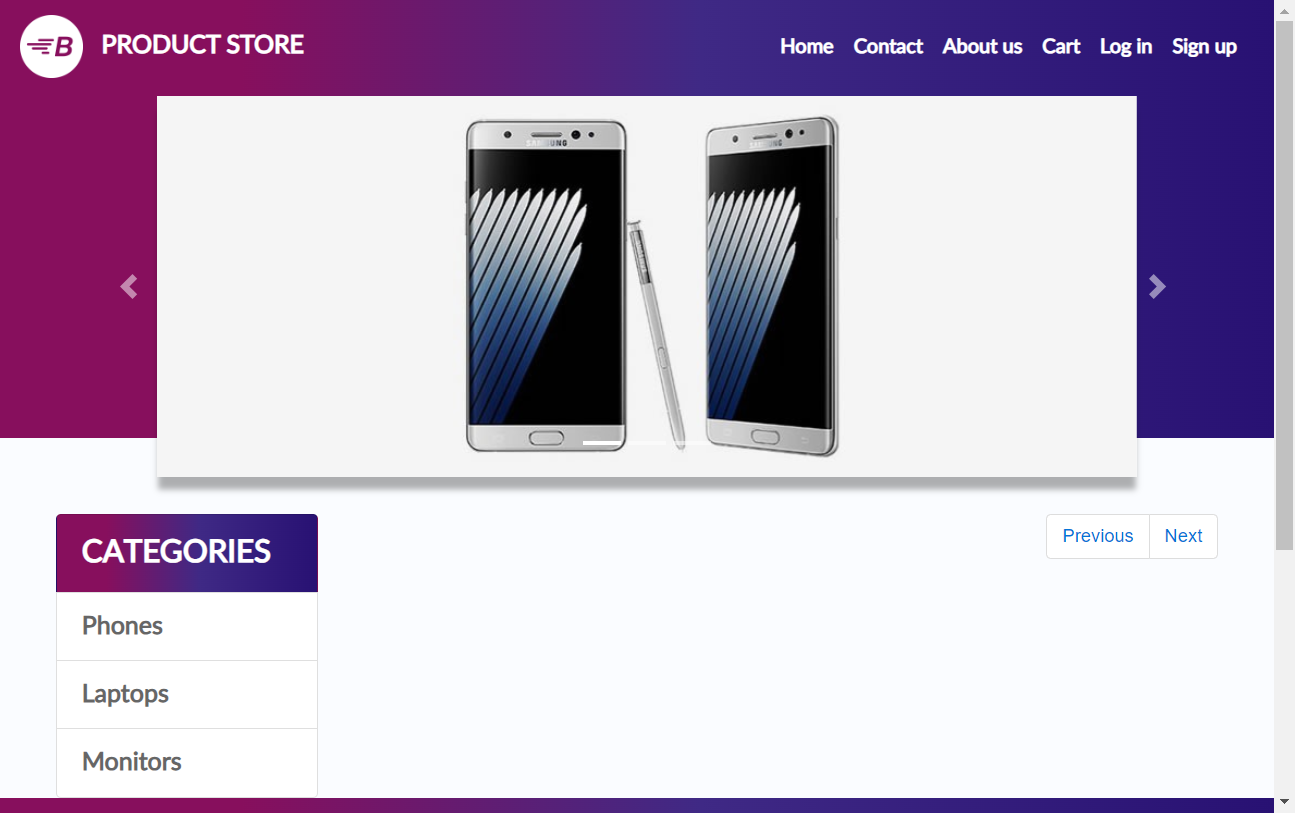 B PRODUCT STORE
Home Contact About us Cart Log in Sign up
SAMSUNG
SAMSUNG
CATEGORIES
Previous Next
Phones
Laptops
Monitors